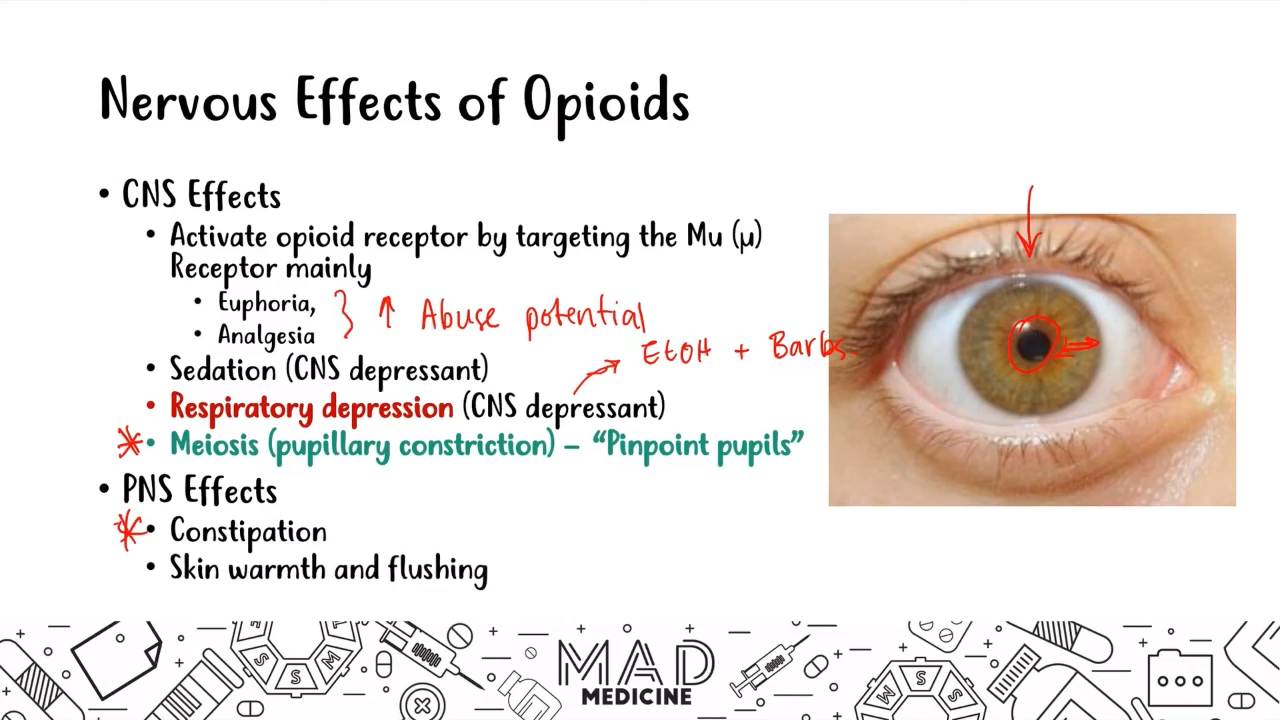 Nervous Effects of Opioids
• CNS Effects
• Activate opioid receptor by targeting the Mu (μ)
Receptor mainly
• Euphoria,
• Analgesia
} ↑ Abuse potential
• Sedation (CNS depressant)
EtOH + Barbs
• Respiratory depression (CNS depressant)
* • Meiosis (pupillary constriction) – “Pinpoint pupils”
• PNS Effects
* • Constipation
• Skin warmth and flushing
S S M
MAD
MEDICINE
M S S